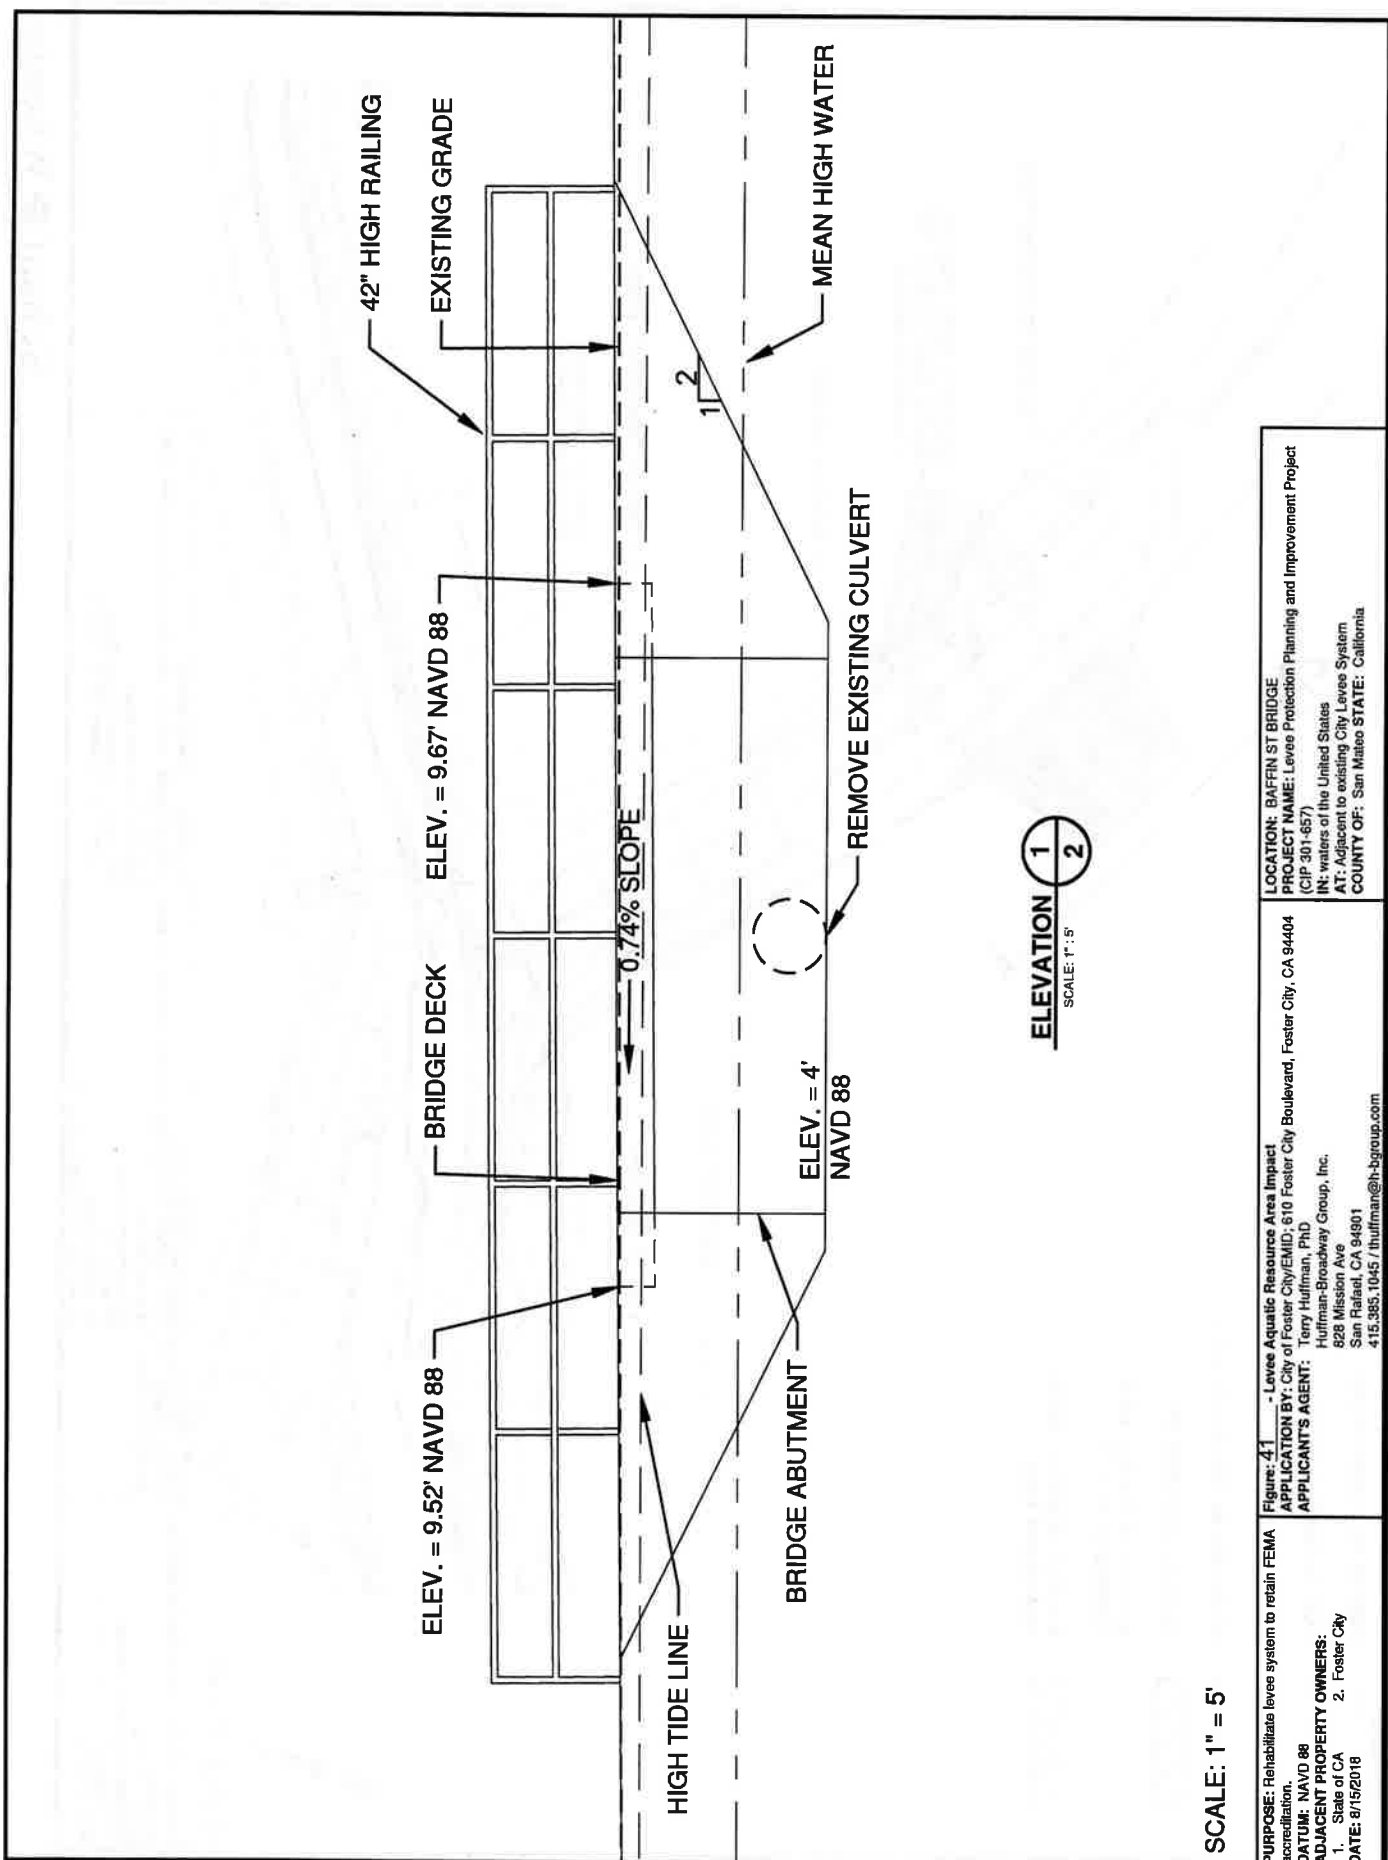 42" HIGH RAILING
EXISTING GRADE
ELEV. = 9.67' NAVD 88
BRIDGE DECK
ELEV. = 9.52' NAVD 88
0.74% SLOPE
HIGH TIDE LINE
BRIDGE ABUTMENT
ELEV. = 4'
NAVD 88
REMOVE EXISTING CULVERT
1
2
MEAN HIGH WATER
ELEVATION
1
2
SCALE: 1" : 5'
SCALE: 1" = 5'
PURPOSE: Rehabilitate levee system to retain FEMA
accreditation.
DATUM: NAVD 88
ADJACENT PROPERTY OWNERS:
1. State of CA 2. Foster City
DATE: 8/15/2018
Figure: 41 - Levee Aquatic Resource Area Impact
APPLICATION BY: City of Foster City/EMID; 610 Foster City Boulevard, Foster City, CA 94404
APPLICANT'S AGENT: Terry Huffman, PhD
Huffman-Broadway Group, Inc.
828 Mission Ave
San Rafael, CA 94901
415.385.1045 / thuffman@h-bgroup.com
LOCATION: BAFFIN ST BRIDGE
PROJECT NAME: Levee Protection Planning and Improvement Project
(CIP 301-657)
IN: waters of the United States
AT: Adjacent to existing City Levee System
COUNTY OF: San Mateo STATE: California